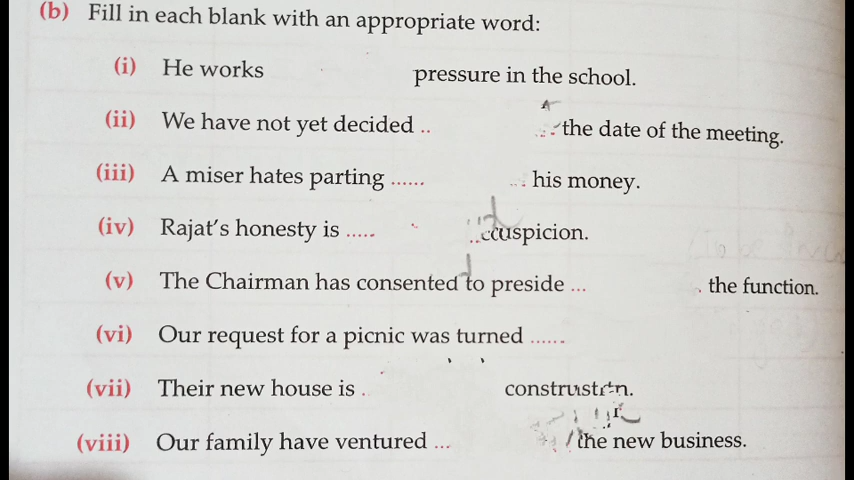 (b) Fill in each blank with an appropriate word:
(i) He works pressure in the school.
(ii) We have not yet decided .. the date of the meeting.
(iii) A miser hates parting ...... his money.
(iv) Rajat's honesty is .....
(v) The Chairman has consented to preside ... the function.
(vi) Our request for a picnic was turned ......
(vii) Their new house is .
(viii) Our family have ventured ... the new business.